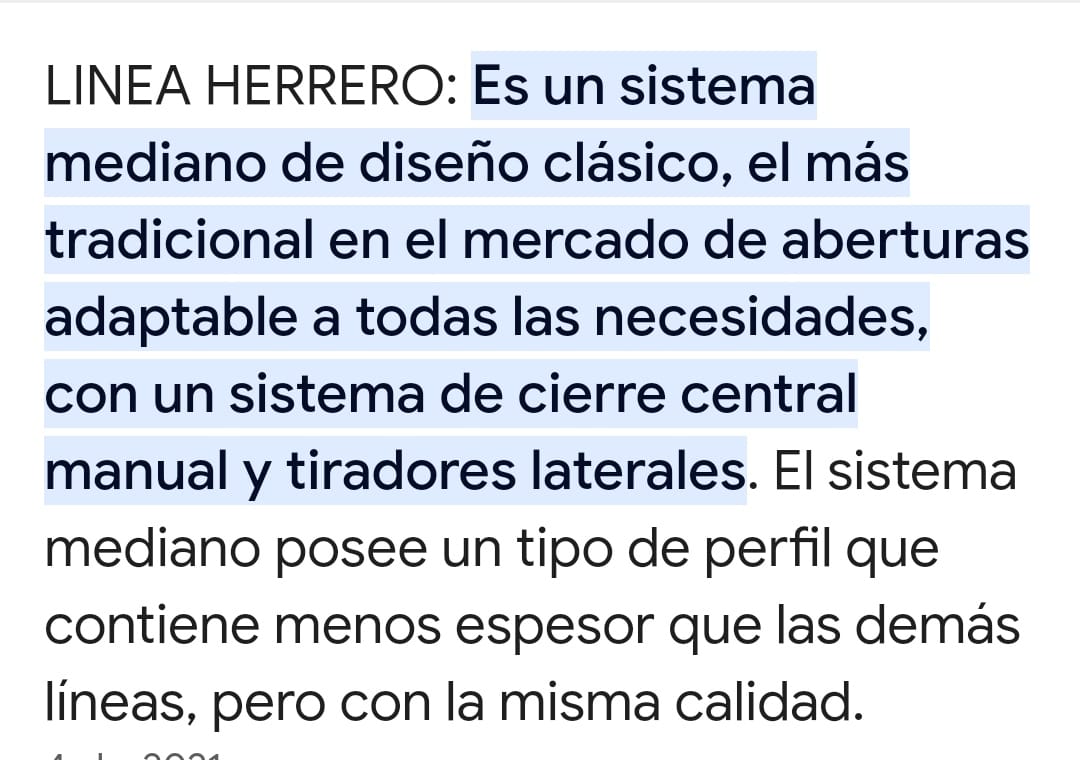 LINEA HERRERO: Es un sistema
mediano de diseño clásico, el más
tradicional en el mercado de aberturas
adaptable a todas las necesidades,
con un sistema de cierre central
manual y tiradores laterales. El sistema
mediano posee un tipo de perfil que
contiene menos espesor que las demás
líneas, pero con la misma calidad.